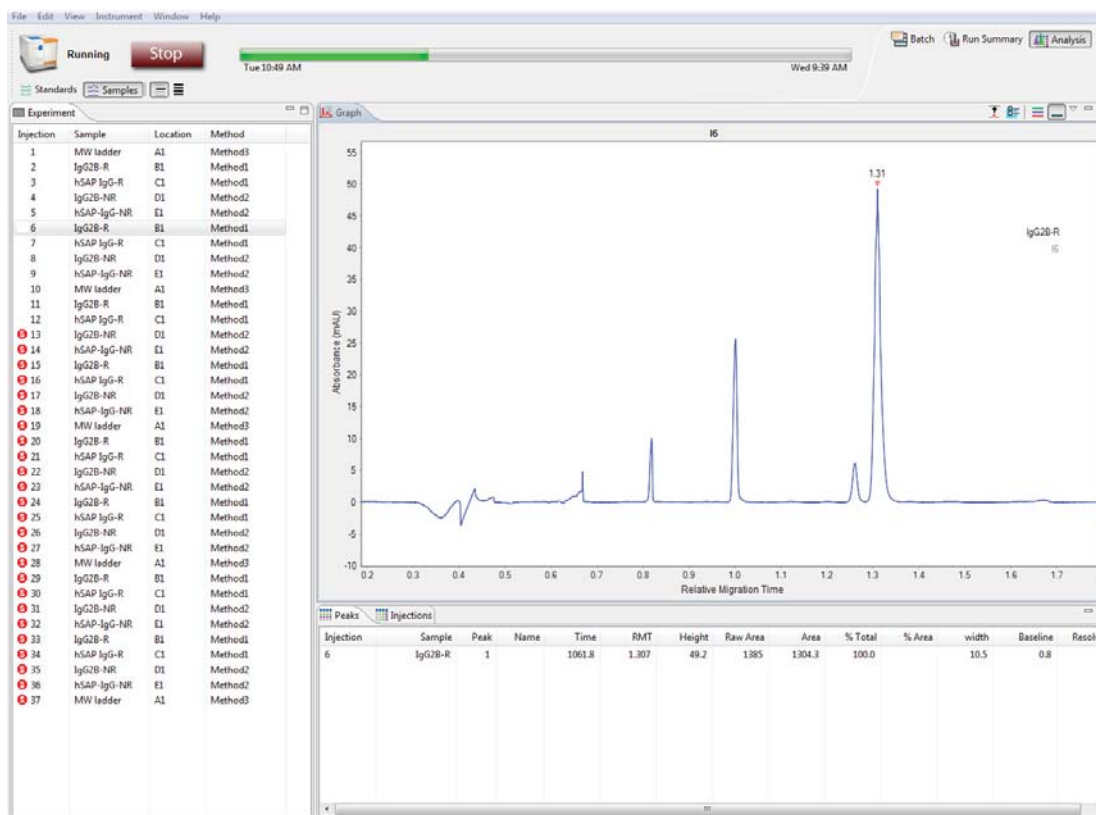 File Edit View Instrument Window Help
Running Stop
Tue 10:49 AM Wed 9:39 AM
Batch Run Summary Analysis
Standards Samples
Experiment
Injection Sample Location Method
1 MW ladder A1 Method3
2 IgG2B-R B1 Method1
3 hSAP IgG-R C1 Method1
4 IgG2B-NR D1 Method2
5 hSAP-IgG-NR E1 Method2
6 IgG2B-R B1 Method1
7 hSAP IgG-R C1 Method1
8 IgG2B-NR D1 Method2
9 hSAP-IgG-NR E1 Method2
10 MW ladder A1 Method3
11 IgG2B-R B1 Method1
12 hSAP IgG-R C1 Method1
S 13 IgG2B-NR D1 Method2
S 14 hSAP-IgG-NR E1 Method2
S 15 IgG2B-R B1 Method1
S 16 hSAP IgG-R C1 Method1
S 17 IgG2B-NR D1 Method2
S 18 hSAP-IgG-NR E1 Method2
S 19 MW ladder A1 Method3
S 20 IgG2B-R B1 Method1
S 21 hSAP IgG-R C1 Method1
S 22 IgG2B-NR D1 Method2
S 23 hSAP-IgG-NR E1 Method2
S 24 IgG2B-R B1 Method1
S 25 hSAP IgG-R C1 Method1
S 26 IgG2B-NR D1 Method2
S 27 hSAP-IgG-NR E1 Method2
S 28 MW ladder A1 Method3
S 29 IgG2B-R B1 Method1
S 30 hSAP IgG-R C1 Method1
S 31 IgG2B-NR D1 Method2
S 32 hSAP-IgG-NR E1 Method2
S 33 IgG2B-R B1 Method1
S 34 hSAP IgG-R C1 Method1
S 35 IgG2B-NR D1 Method2
S 36 hSAP-IgG-NR E1 Method2
S 37 MW ladder A1 Method3
Graph
I6
1.31
IgG2B-R
I6
Absorbance (mAU)
55
50
45
40
35
30
25
20
15
10
5
0
-5
-10
0.2 0.3 0.4 0.5 0.6 0.7 0.8 0.9 1.0 1.1 1.2 1.3 1.4 1.5 1.6 1.7
Relative Migration Time
Peaks Injections
Injection Sample Peak Name Time RMT Height Raw Area Area % Total % Area width Baseline Resol
6 IgG2B-R 1 1061.8 1.307 49.2 1385 1304.3 100.0 10.5 0.8